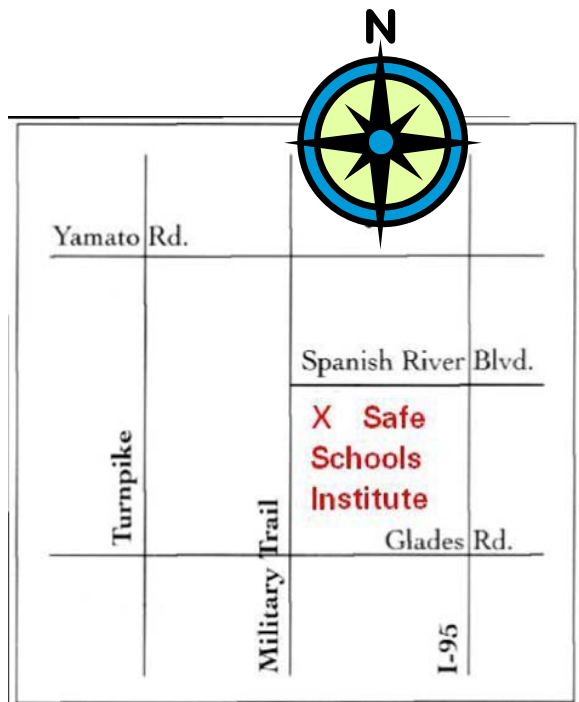 N
Yamato Rd.
Spanish River Blvd.
X Safe
Schools
Institute
Turnpike
Military Trail
Glades Rd.
I-95